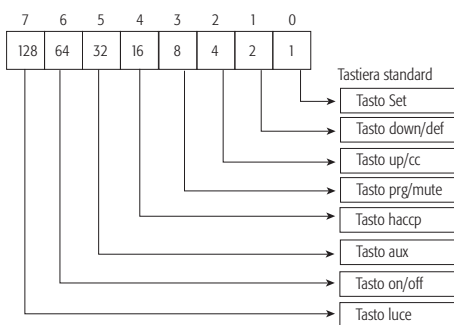 7 6 5 4 3 2 1 0
128 64 32 16 8 4 2 1
Tastiera standard
Tasto Set
Tasto down/def
Tasto up/cc
Tasto prg/mute
Tasto haccp
Tasto aux
Tasto on/off
Tasto luce